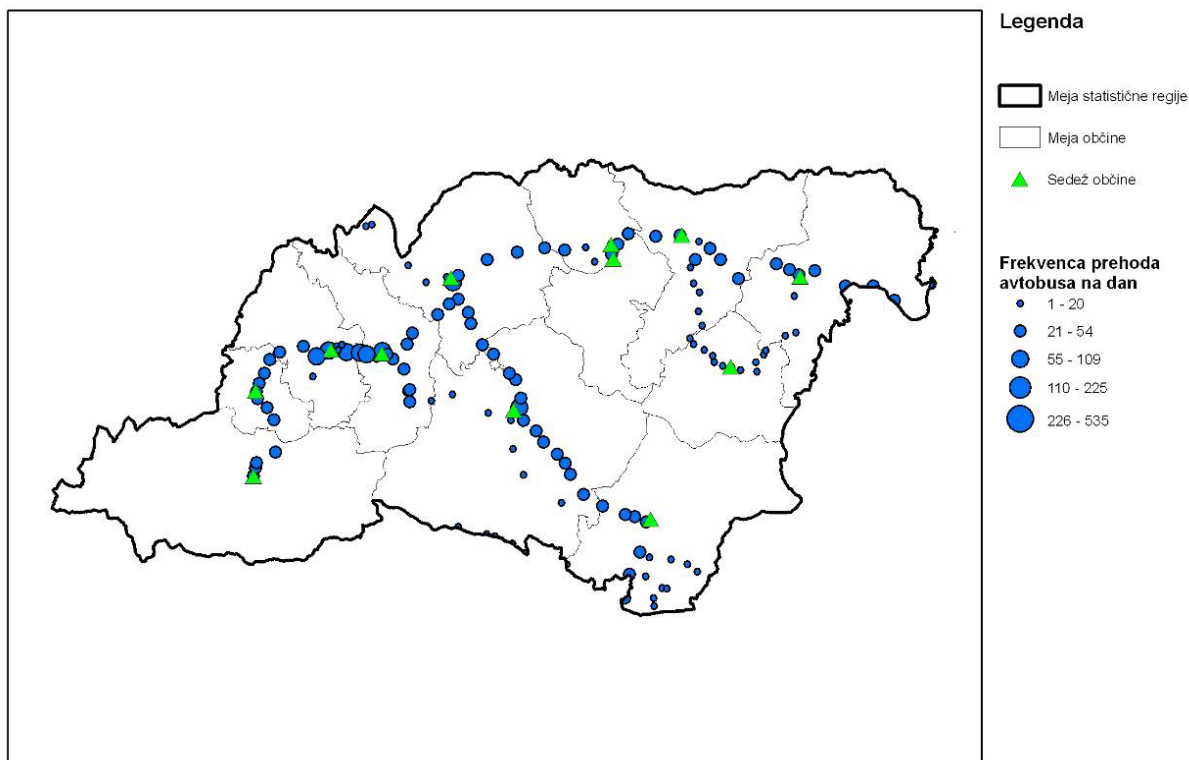 Legenda
Meja statistične regije
Meja občine
Sedež občine
Frekvenca prehoda
avtobusa na dan
1 - 20
21 - 54
55 - 109
110 - 225
226 - 535